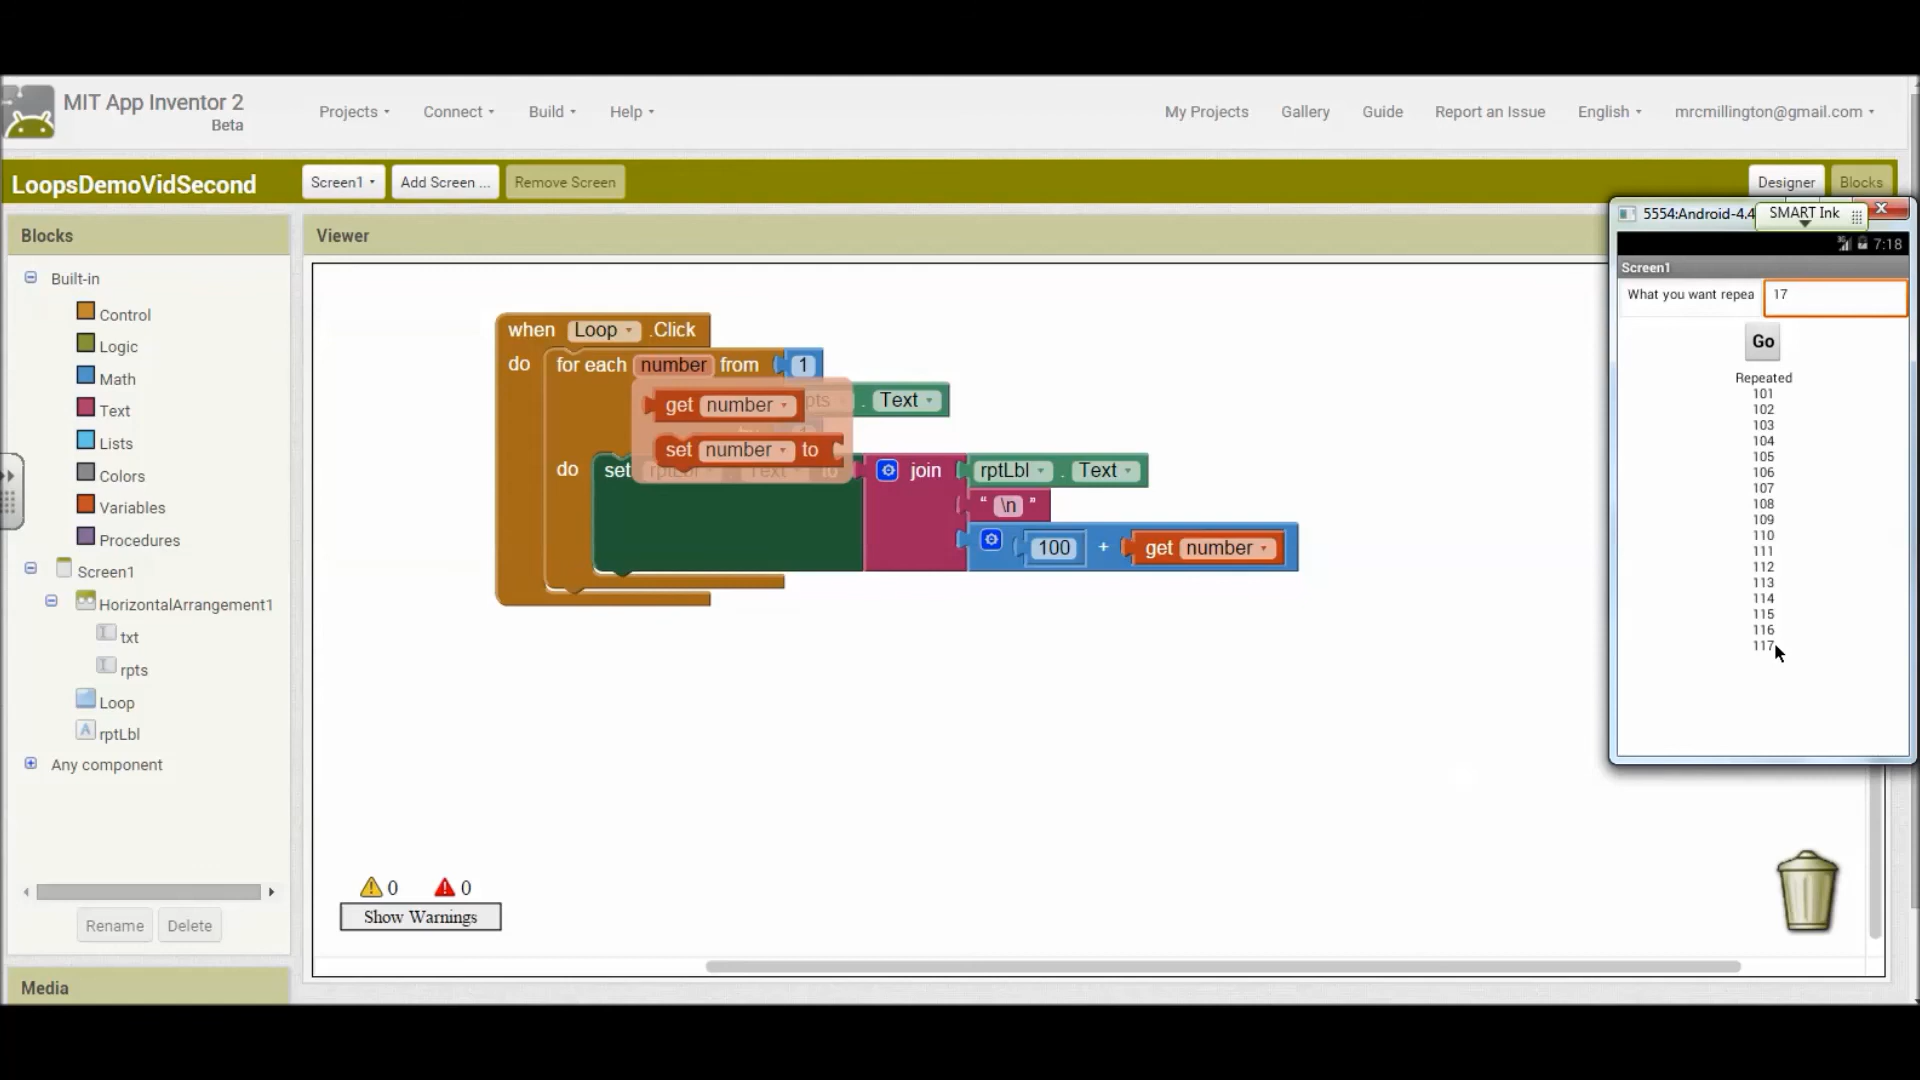 MIT App Inventor 2
Beta
Projects Connect Build Help
My Projects Gallery Guide Report an Issue English mrcmillington@gmail.com
LoopsDemoVidSecond
Screen1 Add Screen ... Remove Screen
Designer Blocks
Blocks
Built-in
Control
Logic
Math
Text
Lists
Colors
Variables
Procedures
Screen1
HorizontalArrangement1
txt
rpts
Loop
rptLbl
Any component
Rename Delete
Media
Viewer
when Loop .Click
do for each number from 1
get number pts . Text
set number to
do set rptLbl Text to join rptLbl . Text
" \n "
100 + get number
0 0
Show Warnings
5554:Android-4.4 SMART Ink
7:18
Screen1
What you want repea 17
Go
Repeated
101
102
103
104
105
106
107
108
109
110
111
112
113
114
115
116
117